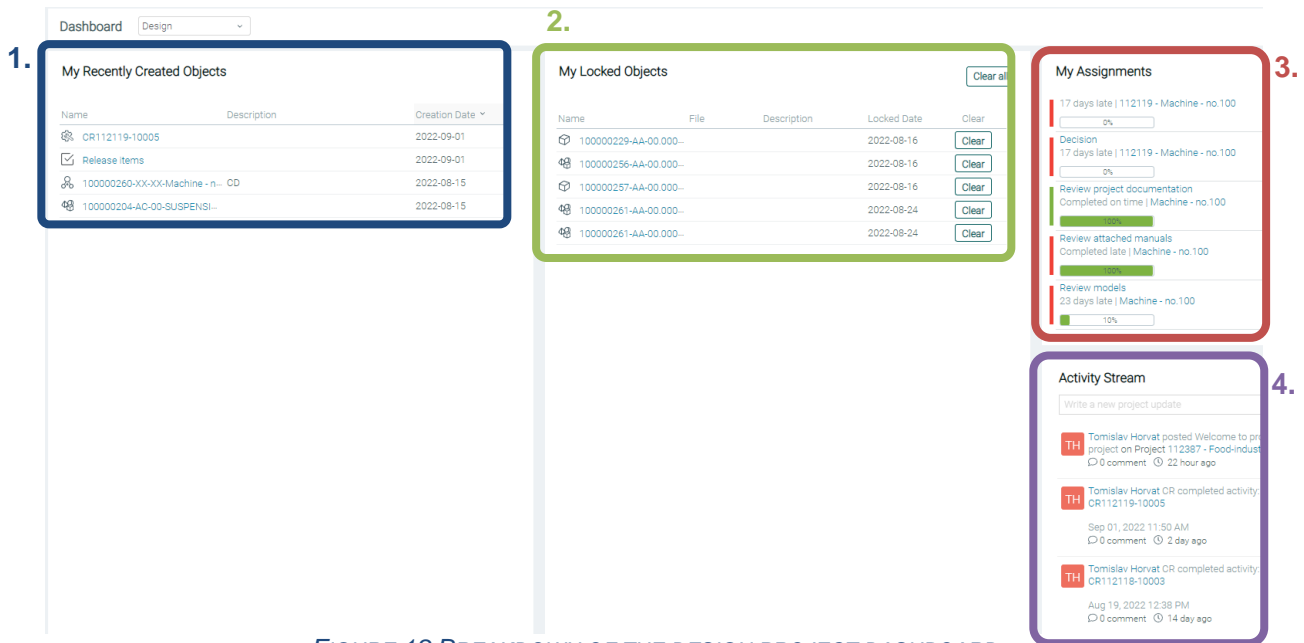 Dashboard Design
1.
2.
3.
4.
My Recently Created Objects
Name Description Creation Date
CR112119-10005 2022-09-01
Release items 2022-09-01
100000260-XX-XX-Machine - n... CD 2022-08-15
100000204-AC-00-SUSPENSI... 2022-08-15
My Locked Objects Clear all
Name File Description Locked Date Clear
100000229-AA-00.000... 2022-08-16 Clear
100000256-AA-00.000... 2022-08-16 Clear
100000257-AA-00.000... 2022-08-16 Clear
100000261-AA-00.000... 2022-08-24 Clear
100000261-AA-00.000... 2022-08-24 Clear
My Assignments
17 days late | 112119 - Machine - no.100
0%
Decision
17 days late | 112119 - Machine - no.100
0%
Review project documentation
Completed on time | Machine - no.100
100%
Review attached manuals
Completed late | Machine - no.100
100%
Review models
23 days late | Machine - no.100
10%
Activity Stream
Write a new project update
TH Tomislav Horvat posted Welcome to pr
project on Project 112387 - Food-indust
0 comment 22 hour ago
TH Tomislav Horvat CR completed activity:
CR112119-10005
Sep 01, 2022 11:50 AM
0 comment 2 day ago
TH Tomislav Horvat CR completed activity:
CR112118-10003
Aug 19, 2022 12:38 PM
0 comment 14 day ago